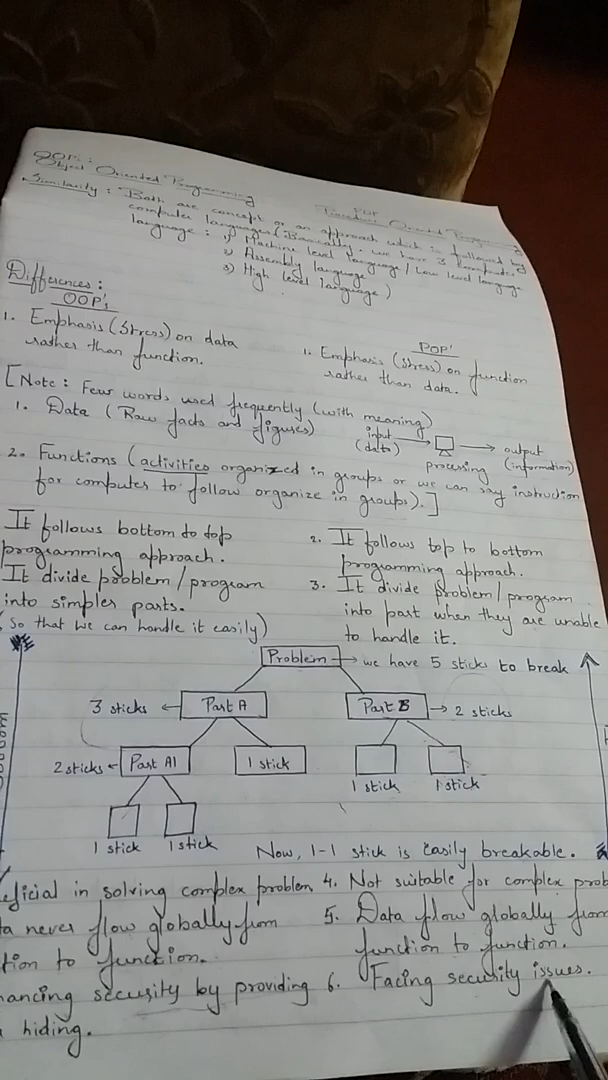 OOP's:
Object Oriented Programming
POP
Procedure Oriented Programming
Similarity: Both are concept or an approach which is followed by
computer languages (Basically, we have 3 computer
language: 1) Machine level language / Low level language
2) Assembly language
3) High level language)
Differences:
OOP's
1. Emphasis (Stress) on data
rather than function.
POP'
1. Emphasis (Stress) on function
rather than data.
[Note: Few words used frequently (with meaning)
1. Data (Raw facts and figures)
input
(data)
processing
output
(information)
2. Functions (activities organized in groups or we can say instruction
for computer to follow organize in groups).]
It follows bottom to top
programming approach.
It divide problem/program
into simpler parts.
(So that we can handle it easily)
2. It follows top to bottom
programming approach.
3. It divide problem/program
into part when they are unable
to handle it.
Problem → we have 5 sticks to break
3 sticks ← Part A
Part B → 2 sticks
2 sticks ← Part A1
1 stick
1 stick
1 stick
1 stick
1 stick
Now, 1-1 stick is easily breakable.
eficial in solving complex problem
ta never flow globally from
tion to function.
hancing security by providing
hiding.
4. Not suitable for complex prob
5. Data flow globally from
function to function.
6. Facing security issues.